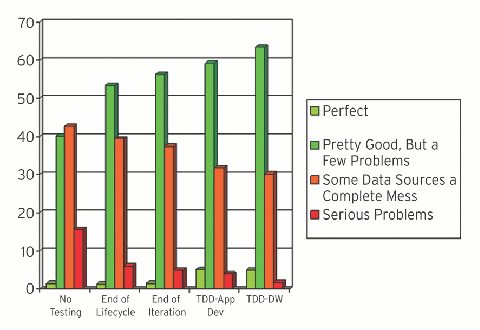 70
60
50
40
30
20
10
0
No
Testing
End of
Lifecycle
End of
Iteration
TDD-App
Dev
TDD-DW
Perfect
Pretty Good, But a
Few Problems
Some Data Sources a
Complete Mess
Serious Problems